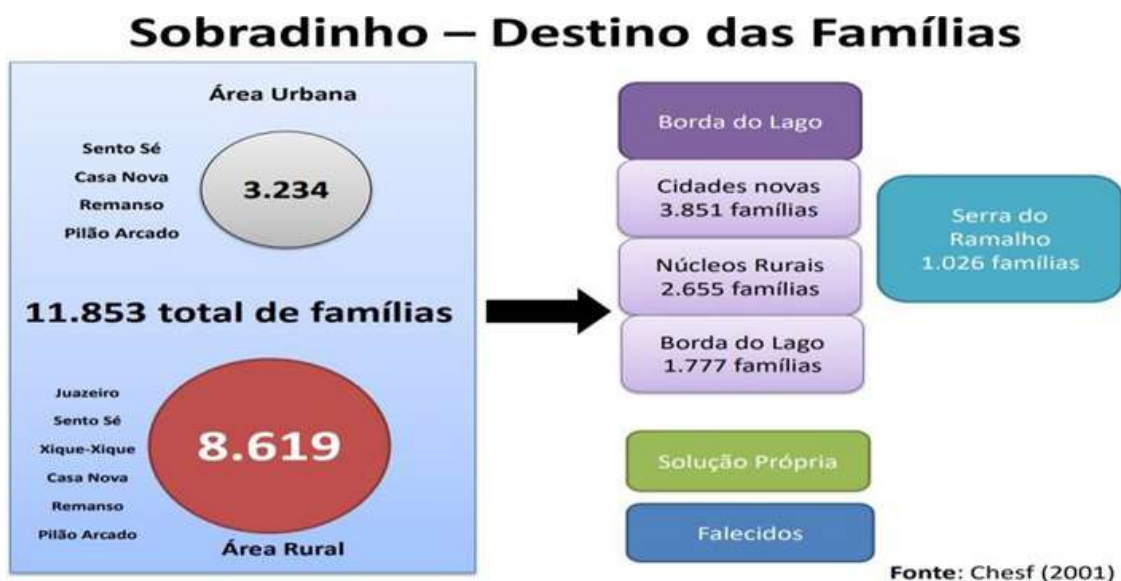 Sobradinho – Destino das Famílias
Área Urbana
Sento Sé
Casa Nova
Remanso
Pilão Arcado
3.234
11.853 total de famílias
Juazeiro
Sento Sé
Xique-Xique
Casa Nova
Remanso
Pilão Arcado
8.619
Área Rural
Borda do Lago
Cidades novas
3.851 famílias
Núcleos Rurais
2.655 famílias
Borda do Lago
1.777 famílias
Serra do
Ramalho
1.026 famílias
Solução Própria
Falecidos
Fonte: Chesf (2001)